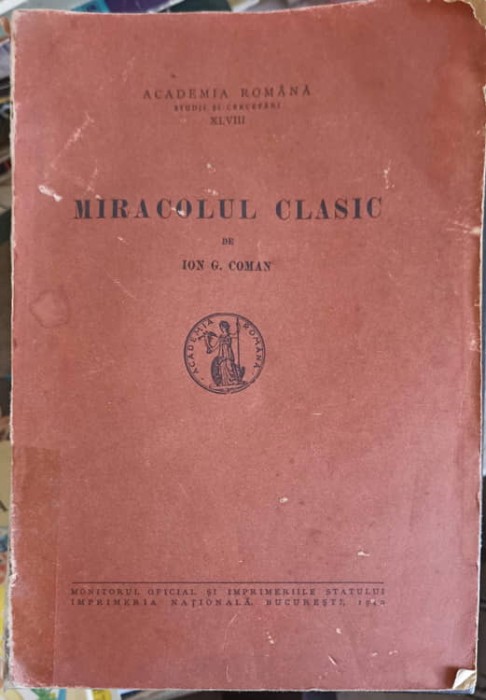 ACADEMIA ROMÂNĂ
STUDII ȘI CERCETĂRI
XLVIII
MIRACOLUL CLASIC
DE
ION G. COMAN
ACADEMIA ROMÂNĂ
MONITORUL OFICIAL ȘI IMPRIMERIILE STATULUI
IMPRIMERIA NAȚIONALĂ, BUCUREȘTI,